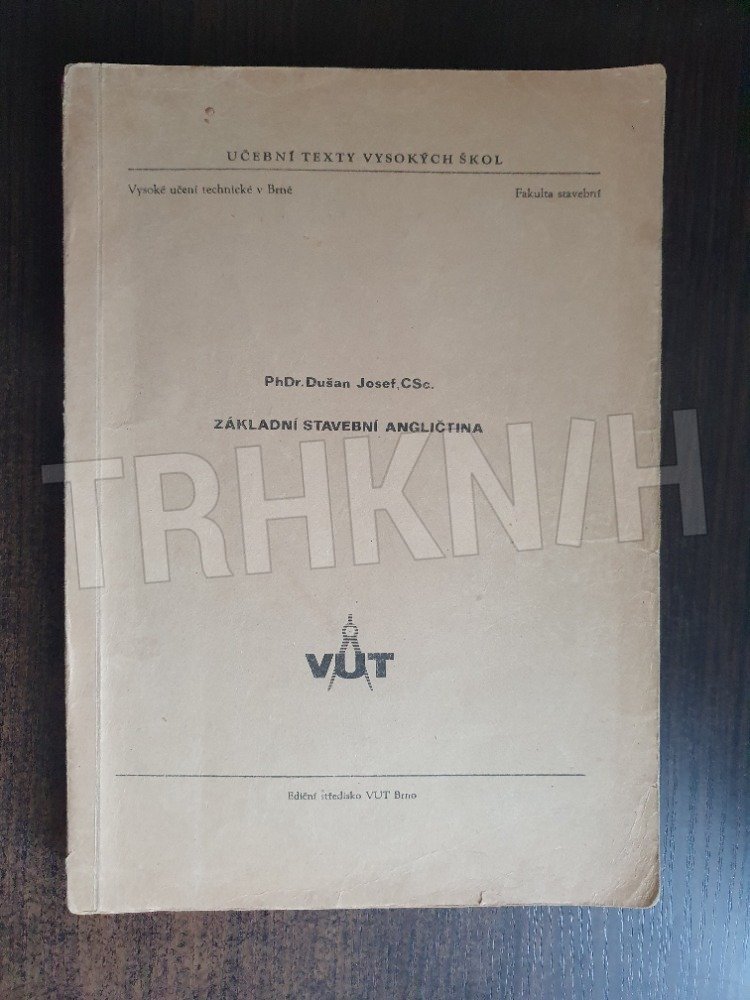 UČEBNÍ TEXTY VYSOKÝCH ŠKOL
Vysoké učení technické v Brně
Fakulta stavební
PhDr. Dušan Josef, CSc.
ZÁKLADNÍ STAVEBNÍ ANGLIČTINA
TRHKNIH
VUT
Ediční středisko VUT Brno